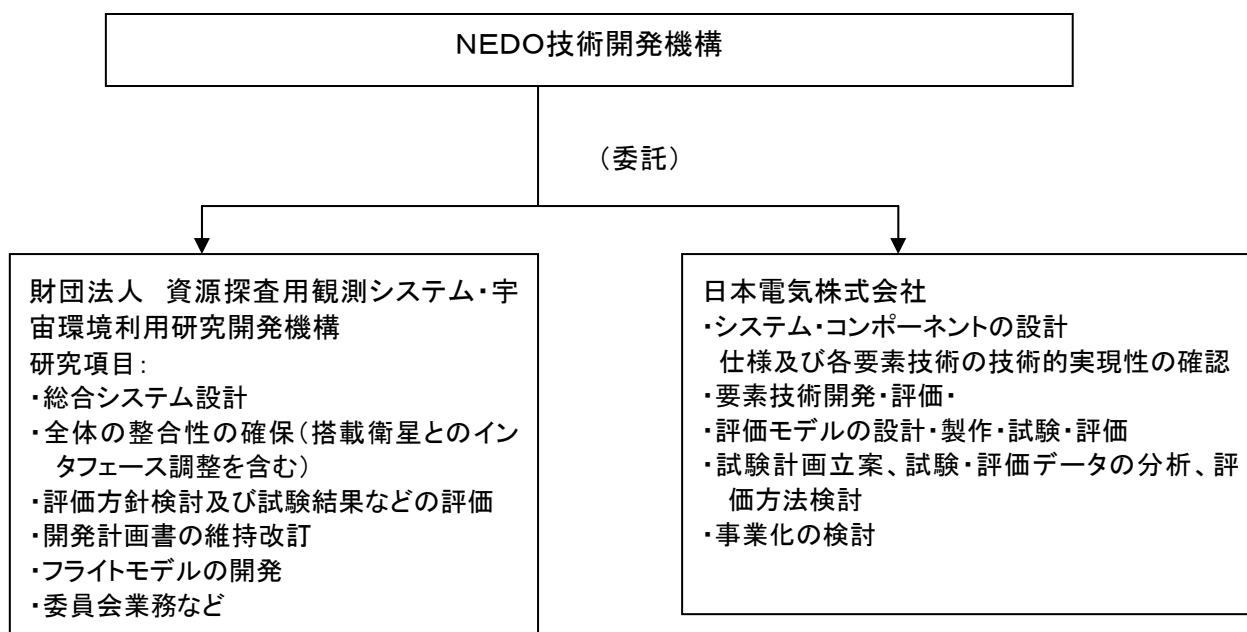 NEDO技術開発機構
（委託）
財団法人　資源探査用観測システム・宇
宙環境利用研究開発機構
研究項目：
・総合システム設計
・全体の整合性の確保（搭載衛星とのイン
タフェース調整を含む）
・評価方針検討及び試験結果などの評価
・開発計画書の維持改訂
・フライトモデルの開発
・委員会業務など
日本電気株式会社
・システム・コンポーネントの設計
仕様及び各要素技術の技術的実現性の確認
・要素技術開発・評価・
・評価モデルの設計・製作・試験・評価
・試験計画立案、試験・評価データの分析、評
価方法検討
・事業化の検討